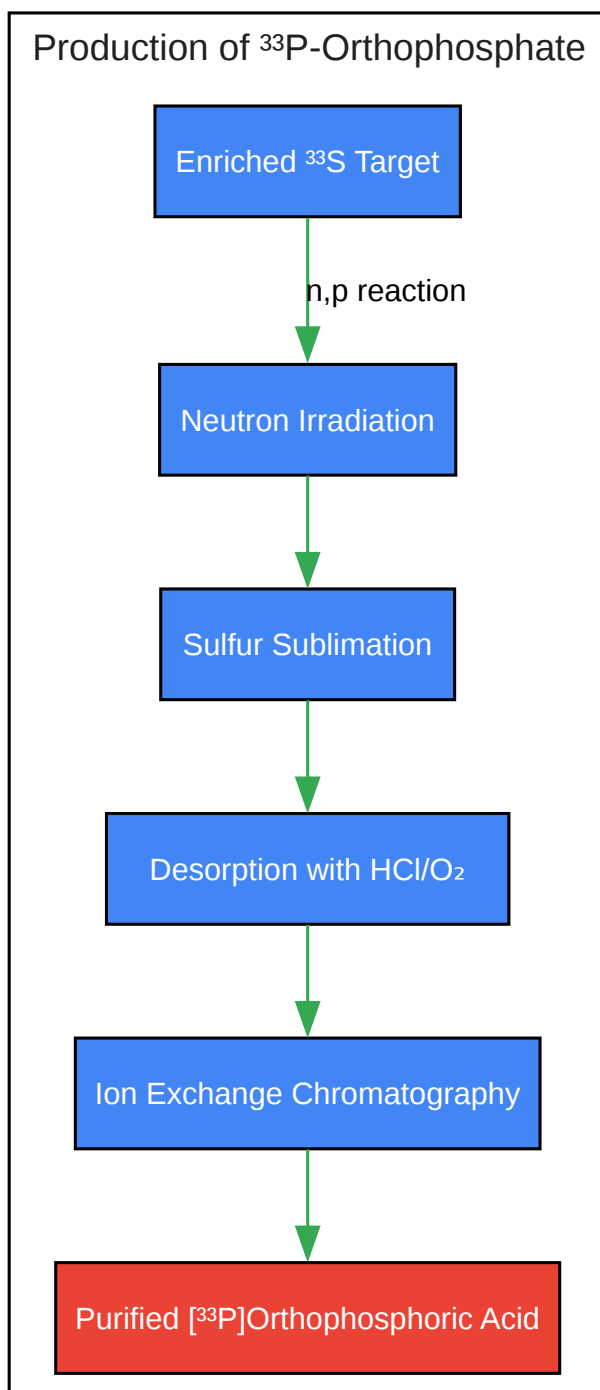 Production of ³³P-Orthophosphate
Enriched ³³S Target
n,p reaction
Neutron Irradiation
Sulfur Sublimation
Desorption with HCl/O₂
Ion Exchange Chromatography
Purified [³³P]Orthophosphoric Acid